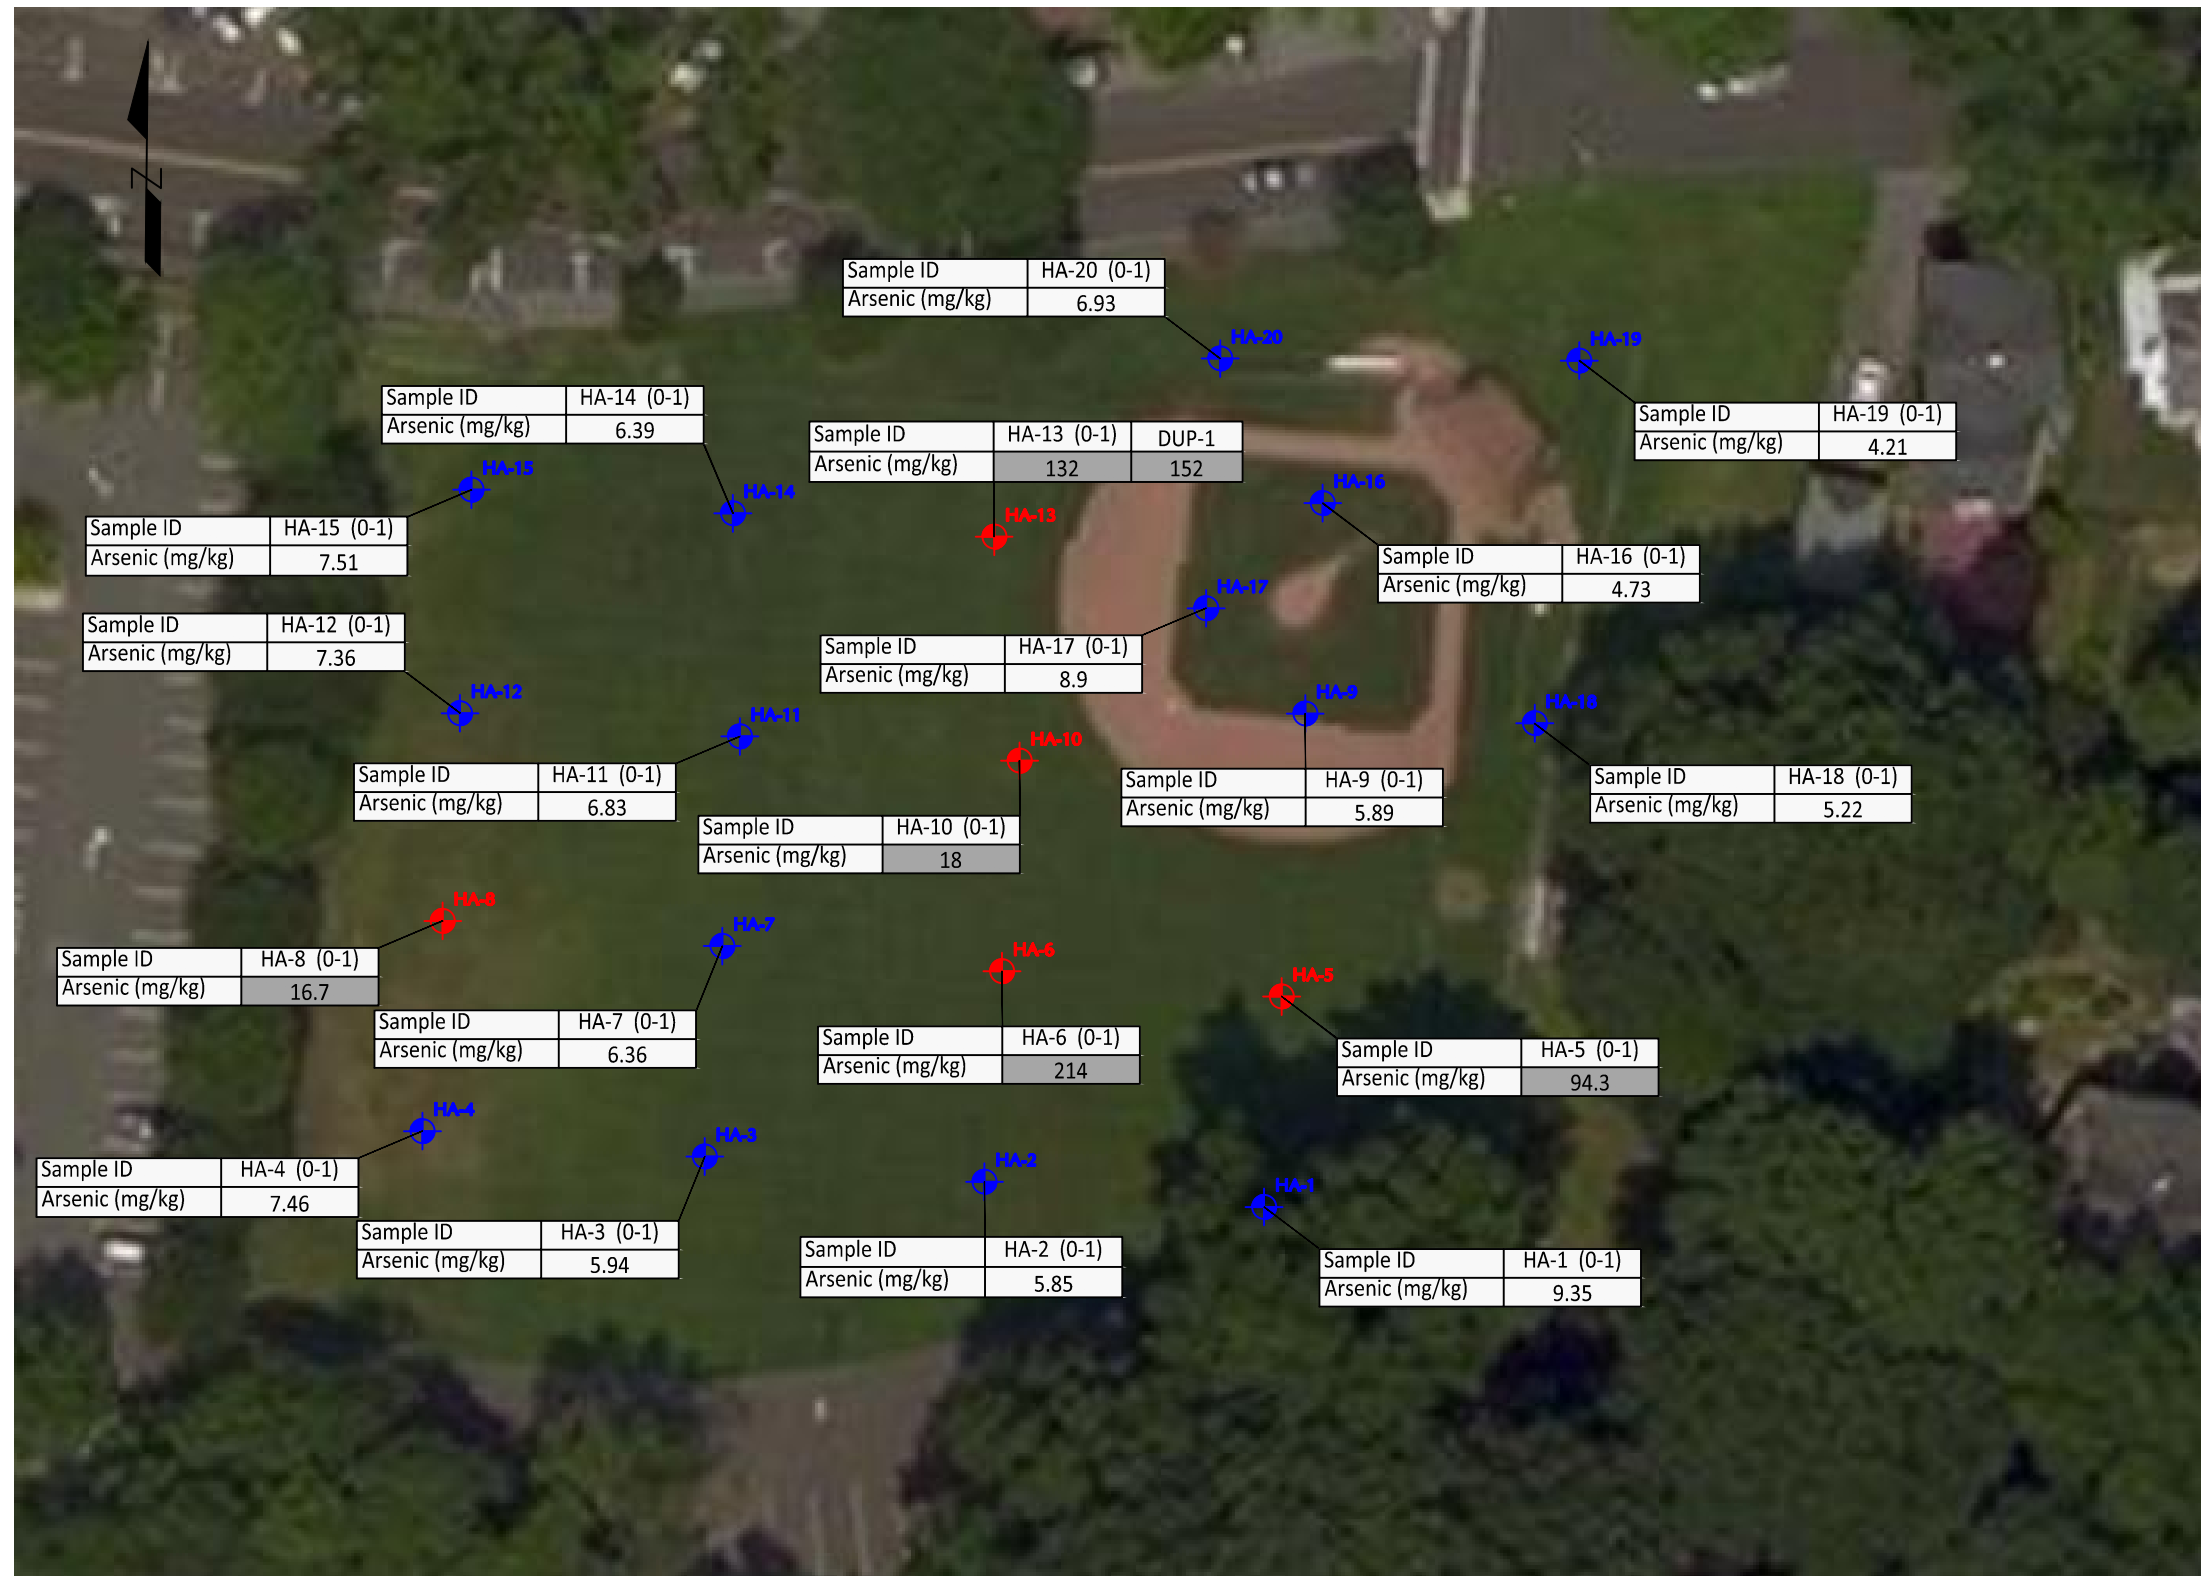 N
Sample ID HA-20 (0-1)
Arsenic (mg/kg) 6.93
HA-20
HA-19
Sample ID HA-19 (0-1)
Arsenic (mg/kg) 4.21
Sample ID HA-14 (0-1)
Arsenic (mg/kg) 6.39
HA-14
Sample ID HA-13 (0-1) DUP-1
Arsenic (mg/kg) 132 152
HA-13
HA-15
Sample ID HA-15 (0-1)
Arsenic (mg/kg) 7.51
HA-16
Sample ID HA-16 (0-1)
Arsenic (mg/kg) 4.73
HA-17
Sample ID HA-17 (0-1)
Arsenic (mg/kg) 8.9
Sample ID HA-12 (0-1)
Arsenic (mg/kg) 7.36
HA-12
HA-11
Sample ID HA-11 (0-1)
Arsenic (mg/kg) 6.83
HA-10
Sample ID HA-10 (0-1)
Arsenic (mg/kg) 18
HA-9
Sample ID HA-9 (0-1)
Arsenic (mg/kg) 5.89
HA-18
Sample ID HA-18 (0-1)
Arsenic (mg/kg) 5.22
HA-8
Sample ID HA-8 (0-1)
Arsenic (mg/kg) 16.7
HA-7
Sample ID HA-7 (0-1)
Arsenic (mg/kg) 6.36
HA-6
Sample ID HA-6 (0-1)
Arsenic (mg/kg) 214
HA-5
Sample ID HA-5 (0-1)
Arsenic (mg/kg) 94.3
HA-4
Sample ID HA-4 (0-1)
Arsenic (mg/kg) 7.46
HA-3
Sample ID HA-3 (0-1)
Arsenic (mg/kg) 5.94
HA-2
Sample ID HA-2 (0-1)
Arsenic (mg/kg) 5.85
HA-1
Sample ID HA-1 (0-1)
Arsenic (mg/kg) 9.35